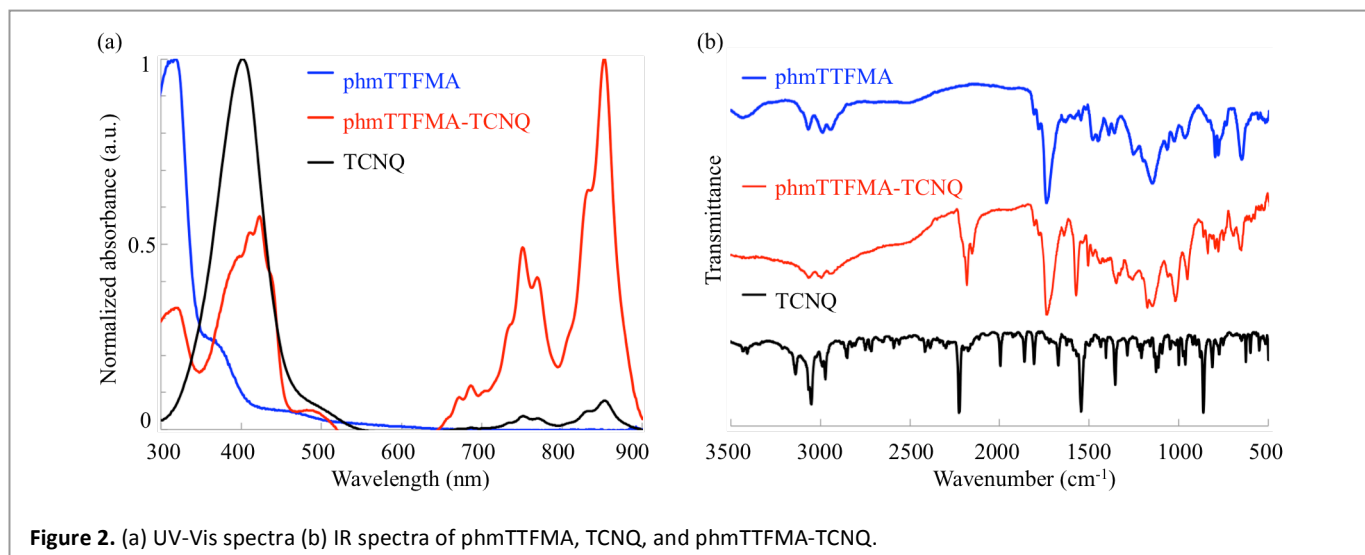 (a)
1
0.5
0
Normalized absorbance (a.u.)
phmTTFMA
phmTTFMA-TCNQ
TCNQ
300 400 500 600 700 800 900
Wavelength (nm)
(b)
phmTTFMA
phmTTFMA-TCNQ
TCNQ
Transmittance
3500 3000 2500 2000 1500 1000 500
Wavenumber (cm⁻¹)
Figure 2. (a) UV-Vis spectra (b) IR spectra of phmTTFMA, TCNQ, and phmTTFMA-TCNQ.